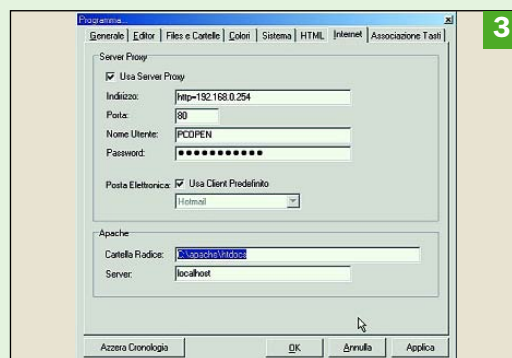 Programma...
3
Generale Editor Files e Cartelle Colori Sistema HTML Internet Associazione Tasti
Server Proxy
Usa Server Proxy
Indirizzo: http=192.168.0.254
Porta: 80
Nome Utente: PCOPEN
Password: ●●●●●●●●●●●
Posta Elettronica: Usa Client Predefinito
Hotmail
Apache
Cartella Radice: C:\apache\htdocs
Server: localhost
Azzera Cronologia OK Annulla Applica